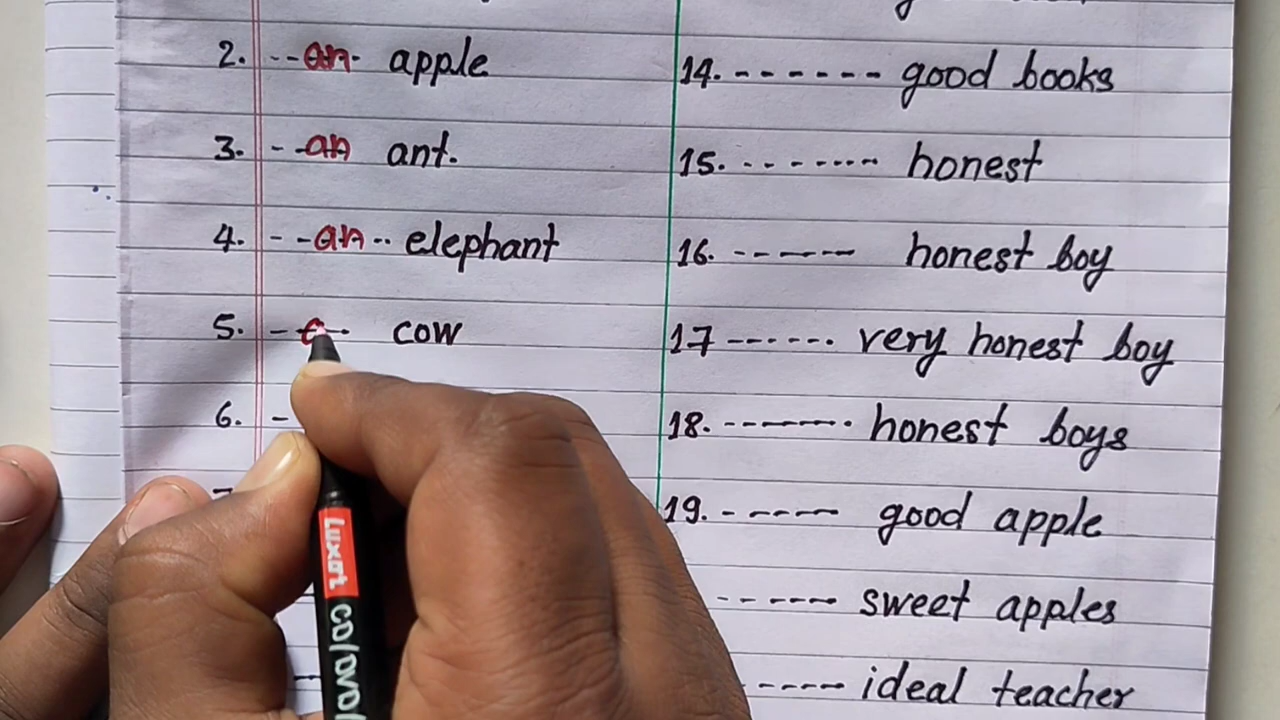 2. --an- apple
3. --an ant.
4. --an-- elephant
5. -a-- cow
6. -
14. ------- good books
15. -------- honest
16. ------ honest boy
17 ------ very honest boy
18. ------- honest boys
19. ------ good apple
------ sweet apples
----- ideal teacher
Luxor